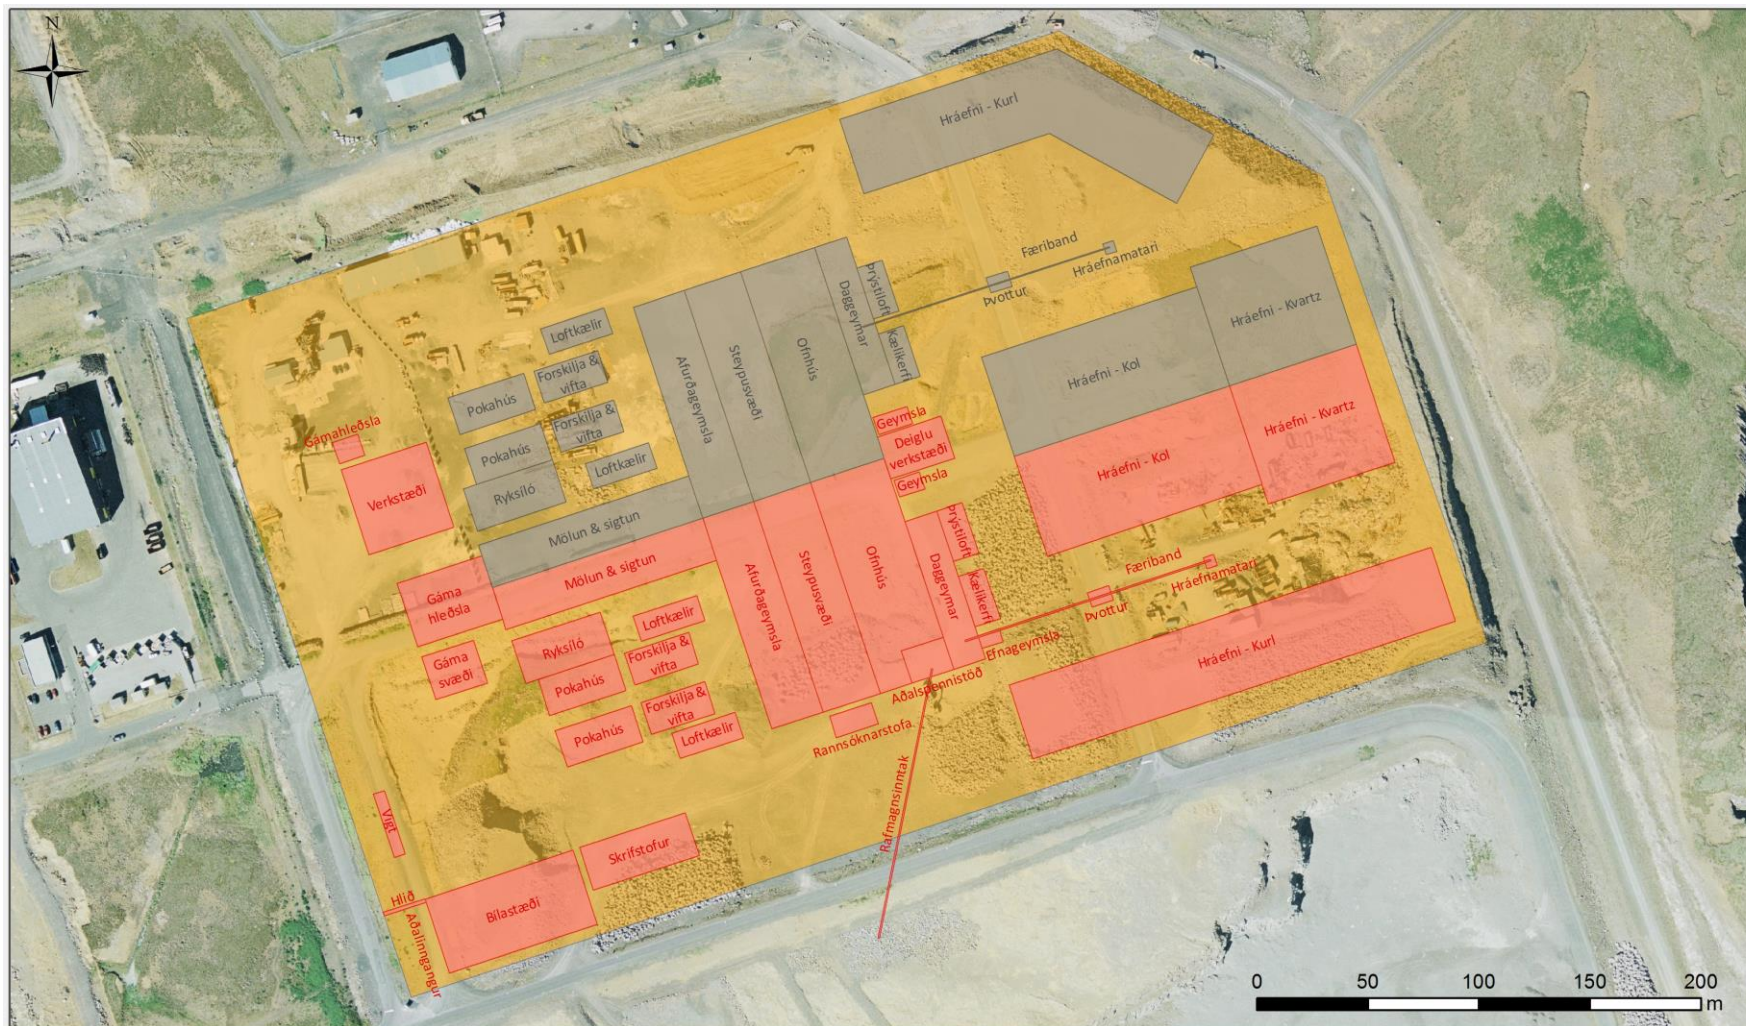 N
Hráefni - Kurl
Færiband
Hráefnamatari
Þvottur
Þrýstiloft
Daggeymar
Kælikerfi
Ofnhús
Steypusvæði
Afurðageymsla
Loftkælir
Forskilja &
vifta
Pokahús
Forskilja &
vifta
Pokahús
Loftkælir
Ryksíló
Mölun & sigtun
Hráefni - Kvartz
Hráefni - Kol
Hráefni - Kvartz
Hráefni - Kol
Geymsla
Deiglu
verkstæði
Geymsla
Gámahleðsla
Verkstæði
Mölun & sigtun
Gáma
hleðsla
Gáma
svæði
Ryksíló
Loftkælir
Forskilja &
vifta
Pokahús
Forskilja &
vifta
Pokahús
Loftkælir
Afurðageymsla
Steypusvæði
Ofnhús
Daggeymar
Þrýstiloft
Kælikerfi
Færiband
Hráefnamatari
Þvottur
Efnageymsla
Hráefni - Kurl
Aðalspennistöð
Rannsóknarstofa.
Rafmagnsinntak
Vigt
Skrifstofur
Hlið
Bílastæði
Aðalinngangur
0 50 100 150 200
m